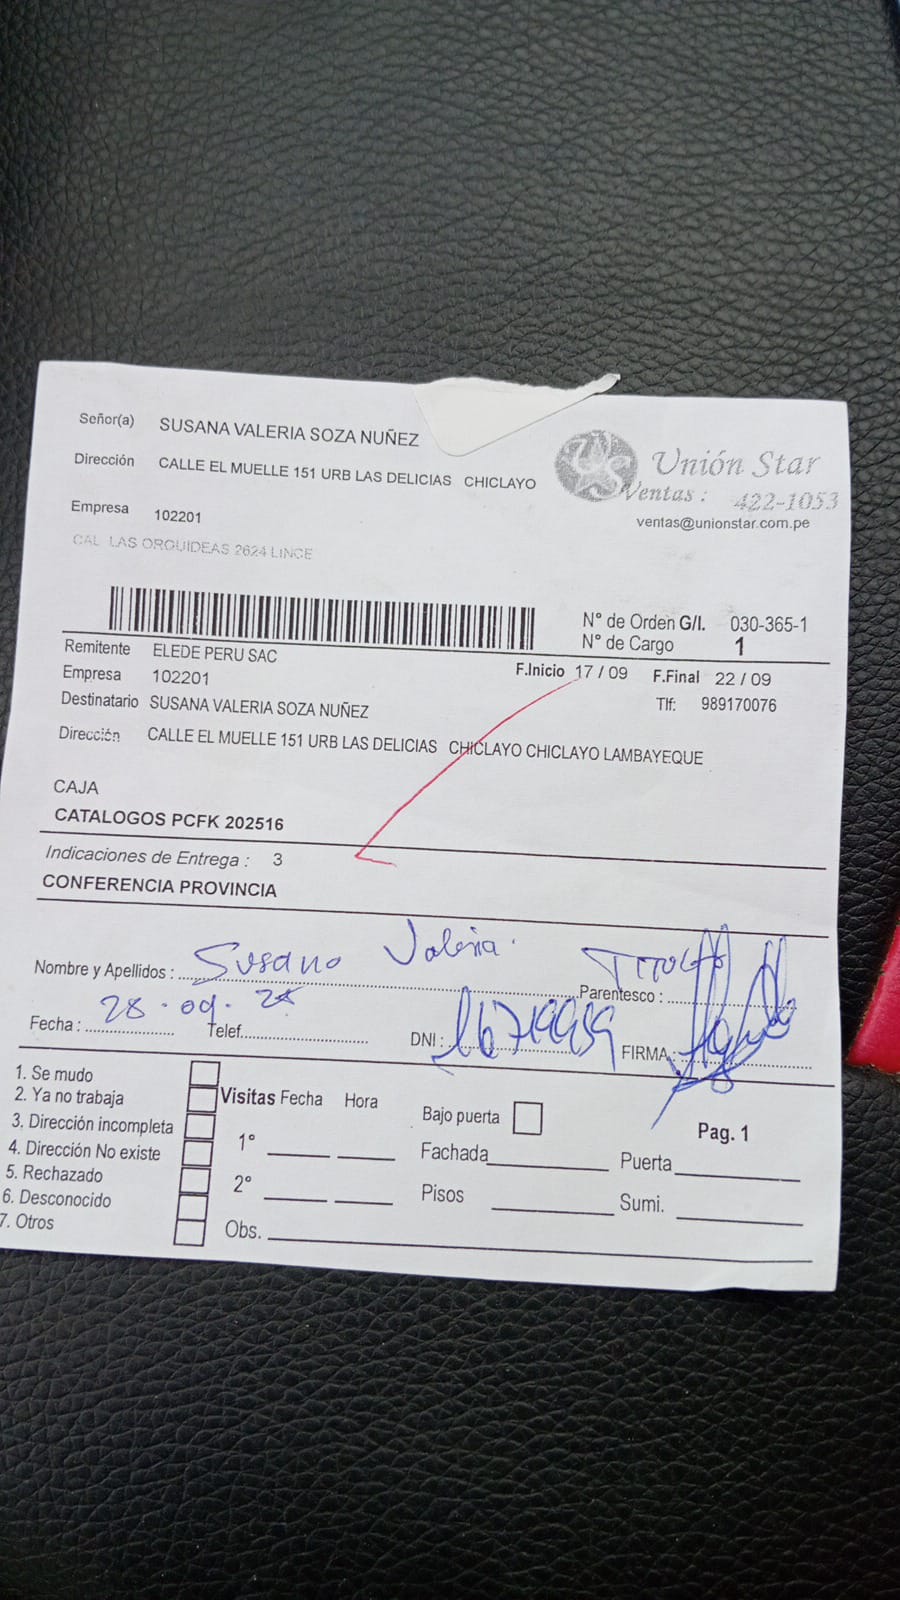 Señor(a) SUSANA VALERIA SOZA NUÑEZ
Dirección CALLE EL MUELLE 151 URB LAS DELICIAS CHICLAYO
Empresa 102201
CAL LAS ORQUIDEAS 2624 LINCE
US Unión Star
Ventas : 422-1053
ventas@unionstar.com.pe
N° de Orden G/I. 030-365-1
N° de Cargo 1
Remitente ELEDE PERU SAC
F.Inicio 17 / 09 F.Final 22 / 09
Empresa 102201
Tlf: 989170076
Destinatario SUSANA VALERIA SOZA NUÑEZ
Dirección CALLE EL MUELLE 151 URB LAS DELICIAS CHICLAYO CHICLAYO LAMBAYEQUE
CAJA
CATALOGOS PCFK 202516
Indicaciones de Entrega : 3
CONFERENCIA PROVINCIA
Nombre y Apellidos : Susana Valeria. Parentesco :
Fecha : 28.09. Telef. DNI : FIRMA:
1. Se mudo
2. Ya no trabaja
3. Dirección incompleta
4. Dirección No existe
5. Rechazado
6. Desconocido
7. Otros
Visitas Fecha Hora
1°
2°
Obs.
Bajo puerta
Fachada
Pisos
Pag. 1
Puerta
Sumi.